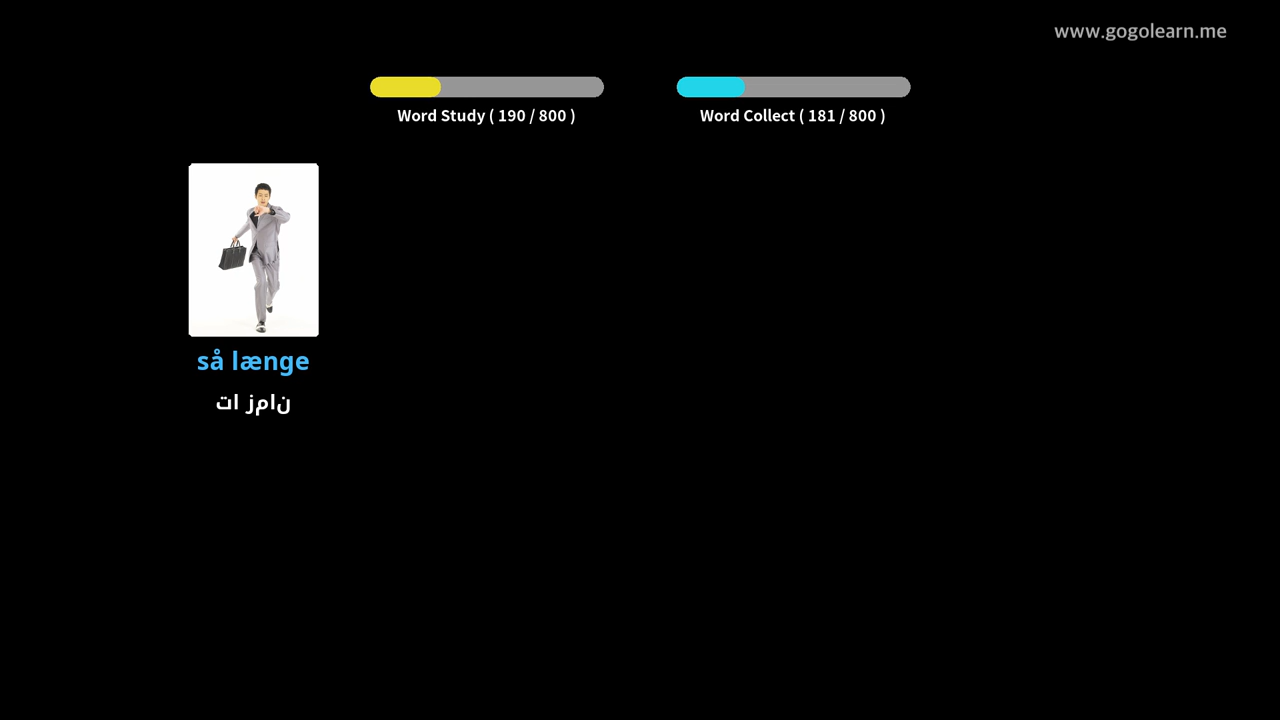 www.gogolearn.me
Word Study ( 190 / 800 )
Word Collect ( 181 / 800 )
så længe
تا زمان